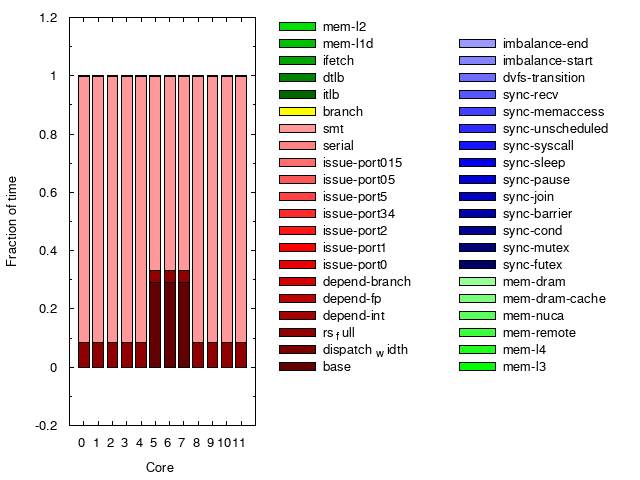 1.2
1
0.8
0.6
0.4
0.2
0
-0.2
Fraction of time
0 1 2 3 4 5 6 7 8 9 10 11
Core
mem-l2
mem-l1d
ifetch
dtlb
itlb
branch
smt
serial
issue-port015
issue-port05
issue-port5
issue-port34
issue-port2
issue-port1
issue-port0
depend-branch
depend-fp
depend-int
rs_full
dispatch_width
base
imbalance-end
imbalance-start
dvfs-transition
sync-recv
sync-memaccess
sync-unscheduled
sync-syscall
sync-sleep
sync-pause
sync-join
sync-barrier
sync-cond
sync-mutex
sync-futex
mem-dram
mem-dram-cache
mem-nuca
mem-remote
mem-l4
mem-l3